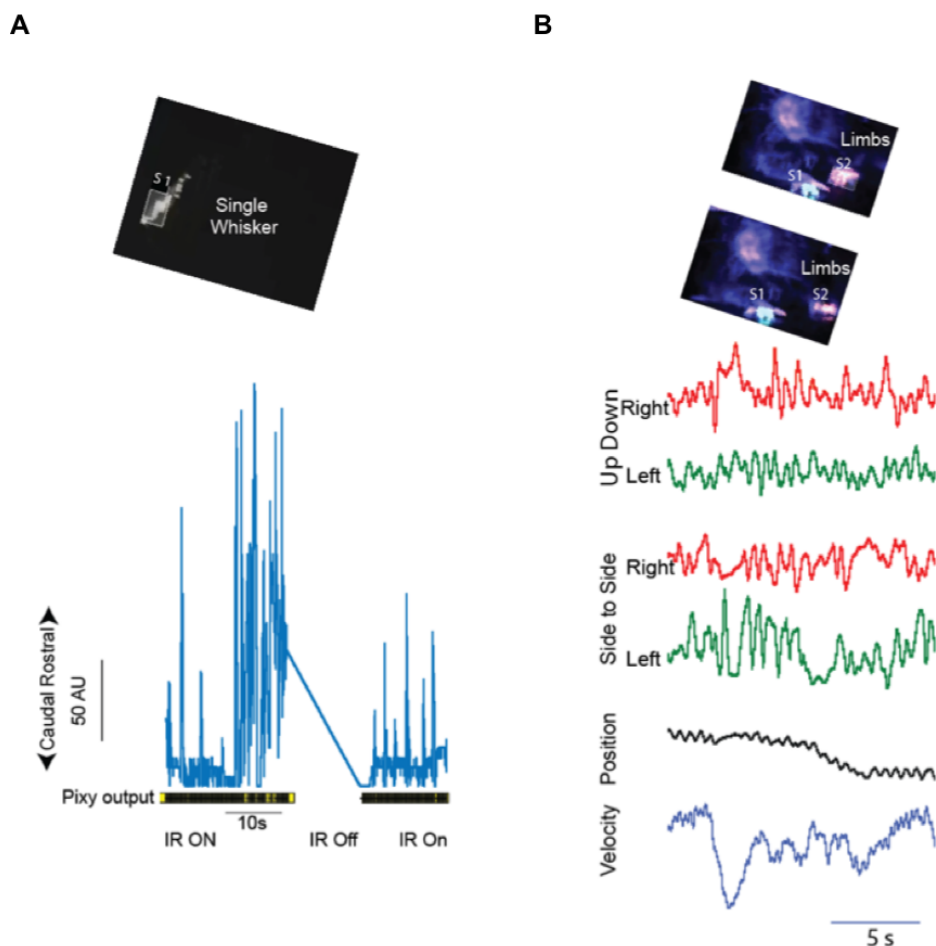 A
S 1
Single
Whisker
Caudal Rostral
50 AU
Pixy output
10s
IR ON
IR Off
IR On
B
Limbs
S2
S1
Limbs
S1
S2
Up Down
Right
Left
Side to Side
Right
Left
Position
Velocity
5 s